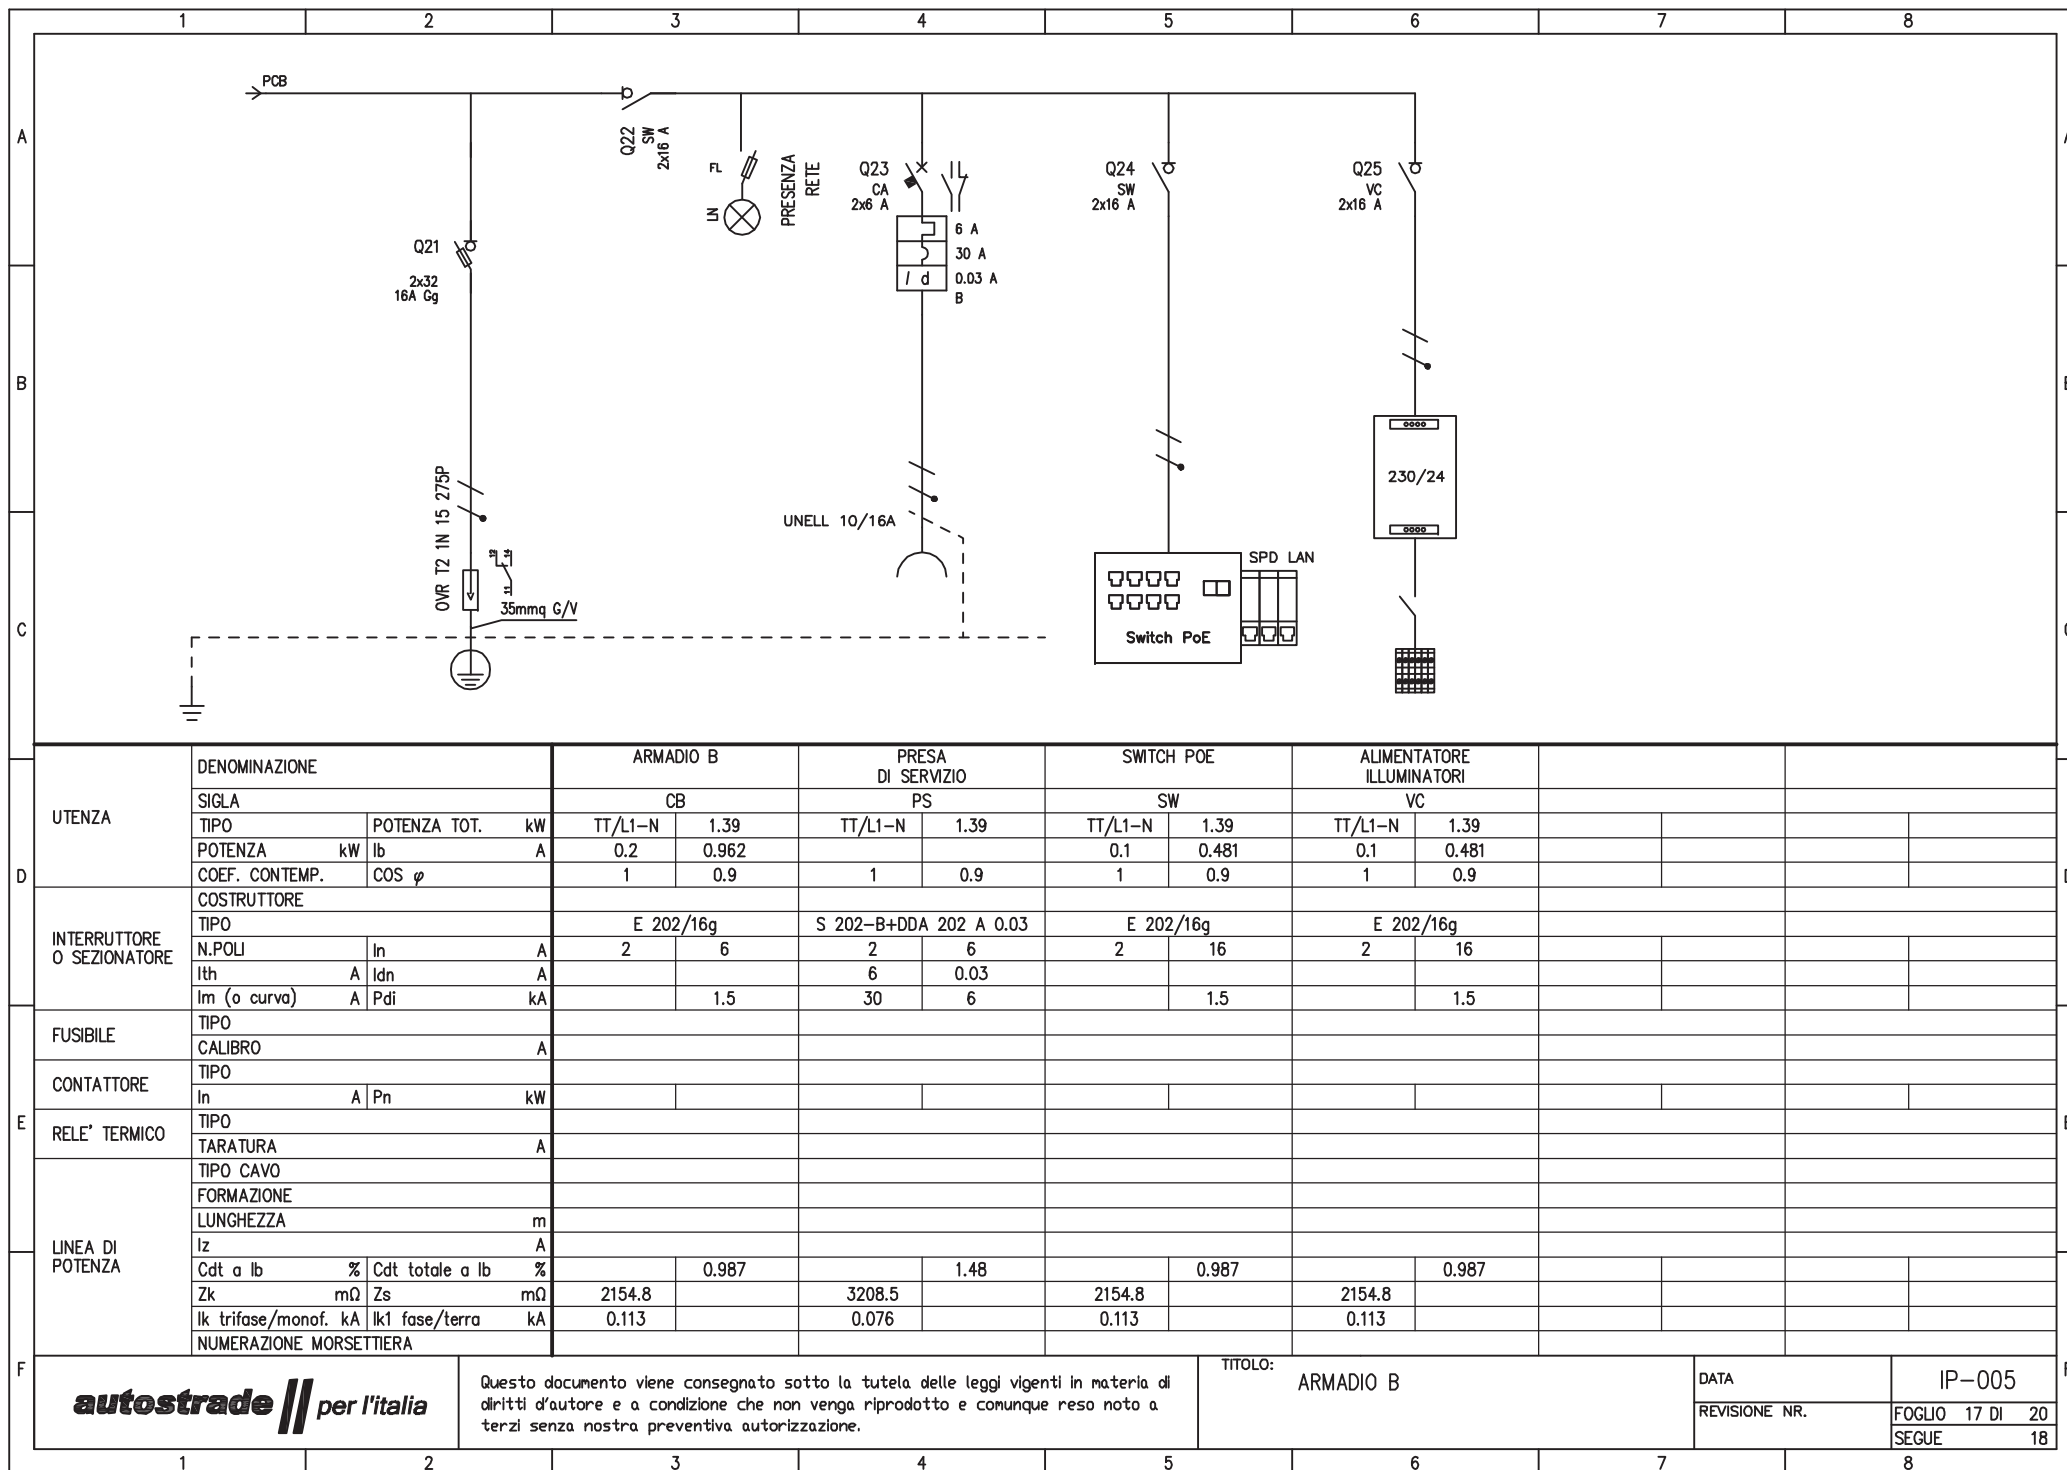 1 2 3 4 5 6 7 8
PCB
A
Q22
SW
2x16 A
FL
LN
PRESENZA
RETE
Q23
CA
2x6 A
6 A
30 A
I d 0.03 A
B
Q24
SW
2x16 A
Q25
VC
2x16 A
Q21
2x32
16A Gg
B
230/24
OVR T2 1N 15 275P
12 14
11
35mmq G/V
UNELL 10/16A
SPD LAN
Switch PoE
C
UTENZA
DENOMINAZIONE ARMADIO B PRESA DI SERVIZIO SWITCH POE ALIMENTATORE ILLUMINATORI
SIGLA CB PS SW VC
TIPO POTENZA TOT. kW TT/L1-N 1.39 TT/L1-N 1.39 TT/L1-N 1.39 TT/L1-N 1.39
POTENZA kW Ib A 0.2 0.962 0.1 0.481 0.1 0.481
D COEF. CONTEMP. COS φ 1 0.9 1 0.9 1 0.9 1 0.9 D
INTERRUTTORE
O SEZIONATORE
COSTRUTTORE
TIPO E 202/16g S 202-B+DDA 202 A 0.03 E 202/16g E 202/16g
N.POLI In A 2 6 2 6 2 16 2 16
Ith A Idn A 6 0.03
Im (o curva) A Pdi kA 1.5 30 6 1.5 1.5
FUSIBILE
TIPO
CALIBRO A
CONTATTORE
TIPO
In A Pn kW
E
RELE' TERMICO
TIPO
TARATURA A
LINEA DI
POTENZA
TIPO CAVO
FORMAZIONE
LUNGHEZZA m
Iz A
Cdt a Ib % Cdt totale a Ib % 0.987 1.48 0.987 0.987
Zk mΩ Zs mΩ 2154.8 3208.5 2154.8 2154.8
Ik trifase/monof. kA Ik1 fase/terra kA 0.113 0.076 0.113 0.113
NUMERAZIONE MORSETTIERA
F
autostrade per l'italia
Questo documento viene consegnato sotto la tutela delle leggi vigenti in materia di
diritti d'autore e a condizione che non venga riprodotto e comunque reso noto a
terzi senza nostra preventiva autorizzazione.
TITOLO:
ARMADIO B
DATA
REVISIONE NR.
IP-005
FOGLIO 17 DI 20
SEGUE 18
1 2 3 4 5 6 7 8